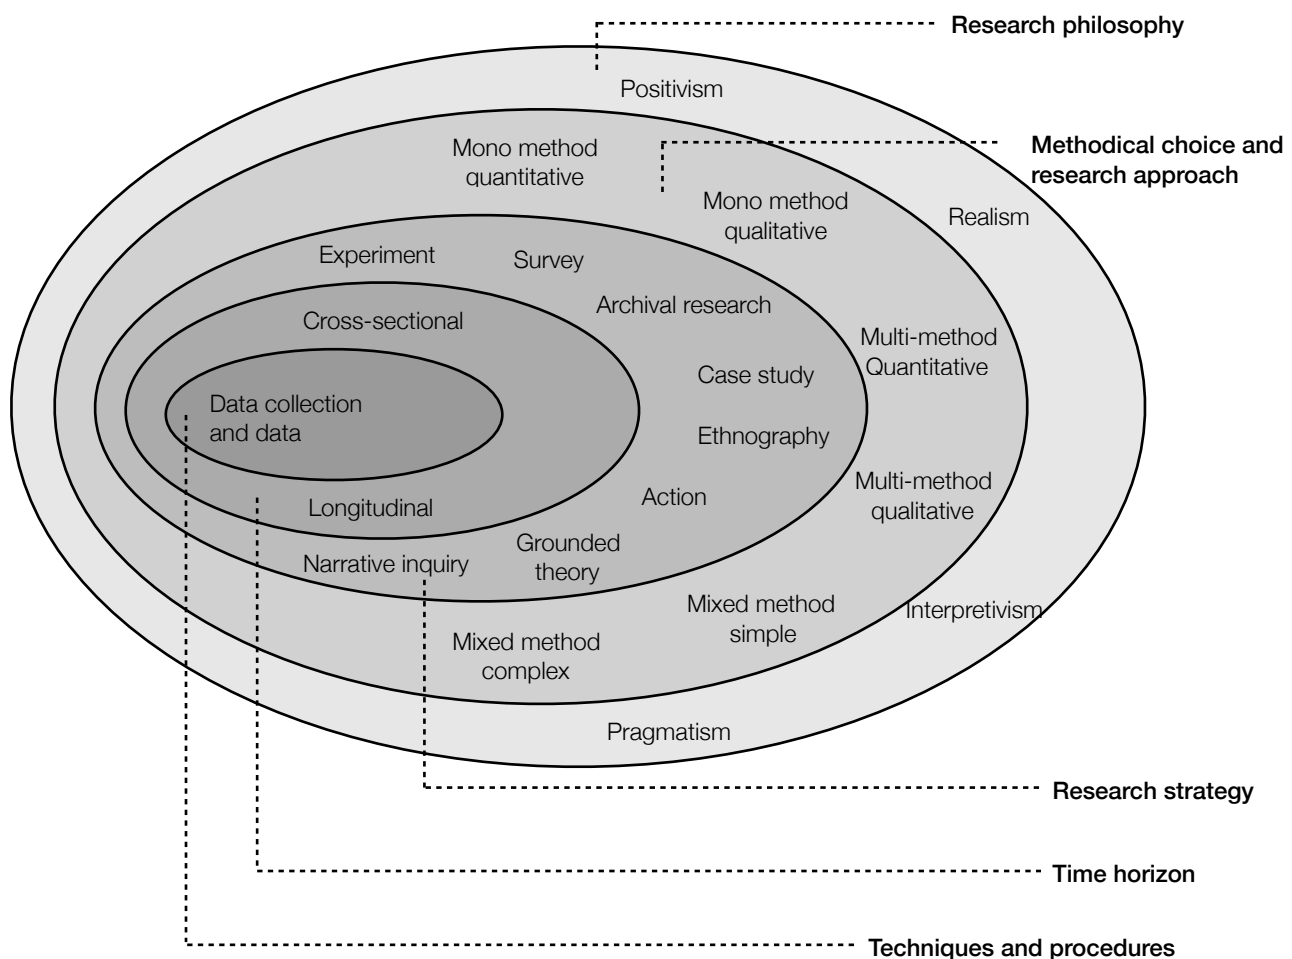 Research philosophy
Positivism
Methodical choice and
research approach
Mono method
quantitative
Mono method
qualitative
Realism
Experiment
Survey
Archival research
Cross-sectional
Multi-method
Quantitative
Case study
Data collection
and data
Ethnography
Multi-method
qualitative
Action
Longitudinal
Grounded
theory
Narrative inquiry
Mixed method
simple
Interpretivism
Mixed method
complex
Pragmatism
Research strategy
Time horizon
Techniques and procedures